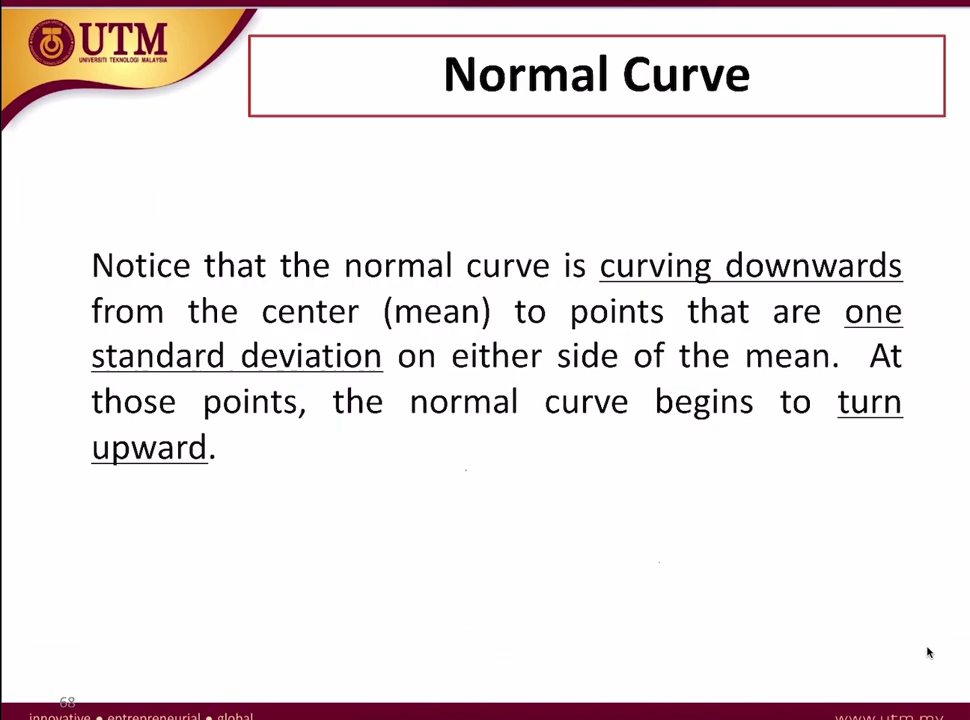 UTM
UNIVERSITI TEKNOLOGI MALAYSIA
Normal Curve
Notice that the normal curve is curving downwards
from the center (mean) to points that are one
standard deviation on either side of the mean. At
those points, the normal curve begins to turn
upward.
68
innovative ● entrepreneurial ● global
www.utm.my